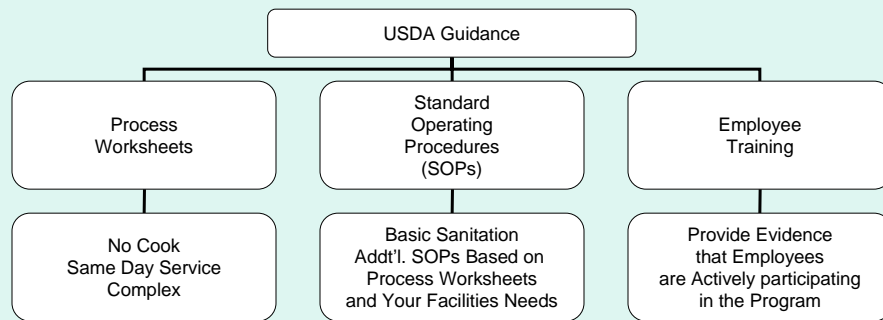 USDA Guidance
Process
Worksheets
Standard
Operating
Procedures
(SOPs)
Employee
Training
No Cook
Same Day Service
Complex
Basic Sanitation
Addt'l. SOPs Based on
Process Worksheets
and Your Facilities Needs
Provide Evidence
that Employees
are Actively participating
in the Program